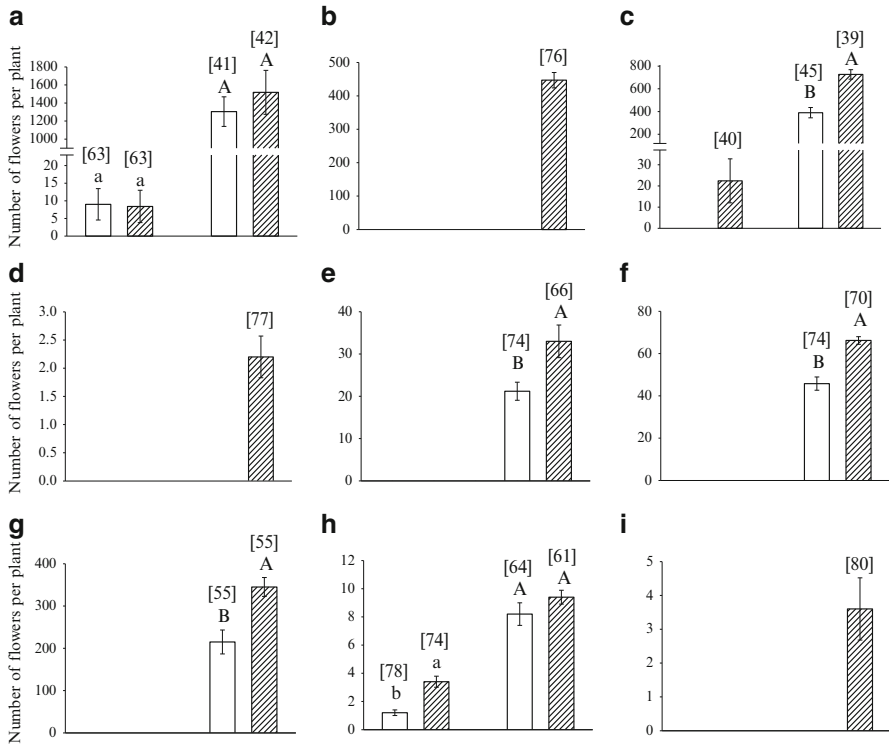 a
Number of flowers per plant
1800
1600
1400
1200
1000
20
15
10
5
0
[63]
a
[63]
a
[41]
A
[42]
A
b
500
400
300
200
100
0
[76]
c
800
600
400
200
30
20
10
0
[40]
[45]
B
[39]
A
d
Number of flowers per plant
3.0
2.5
2.0
1.5
1.0
0.5
0.0
[77]
e
40
30
20
10
0
[74]
B
[66]
A
f
80
60
40
20
0
[74]
B
[70]
A
g
Number of flowers per plant
400
300
200
100
0
[55]
B
[55]
A
h
12
10
8
6
4
2
0
[78]
b
[74]
a
[64]
A
[61]
A
i
5
4
3
2
1
0
[80]